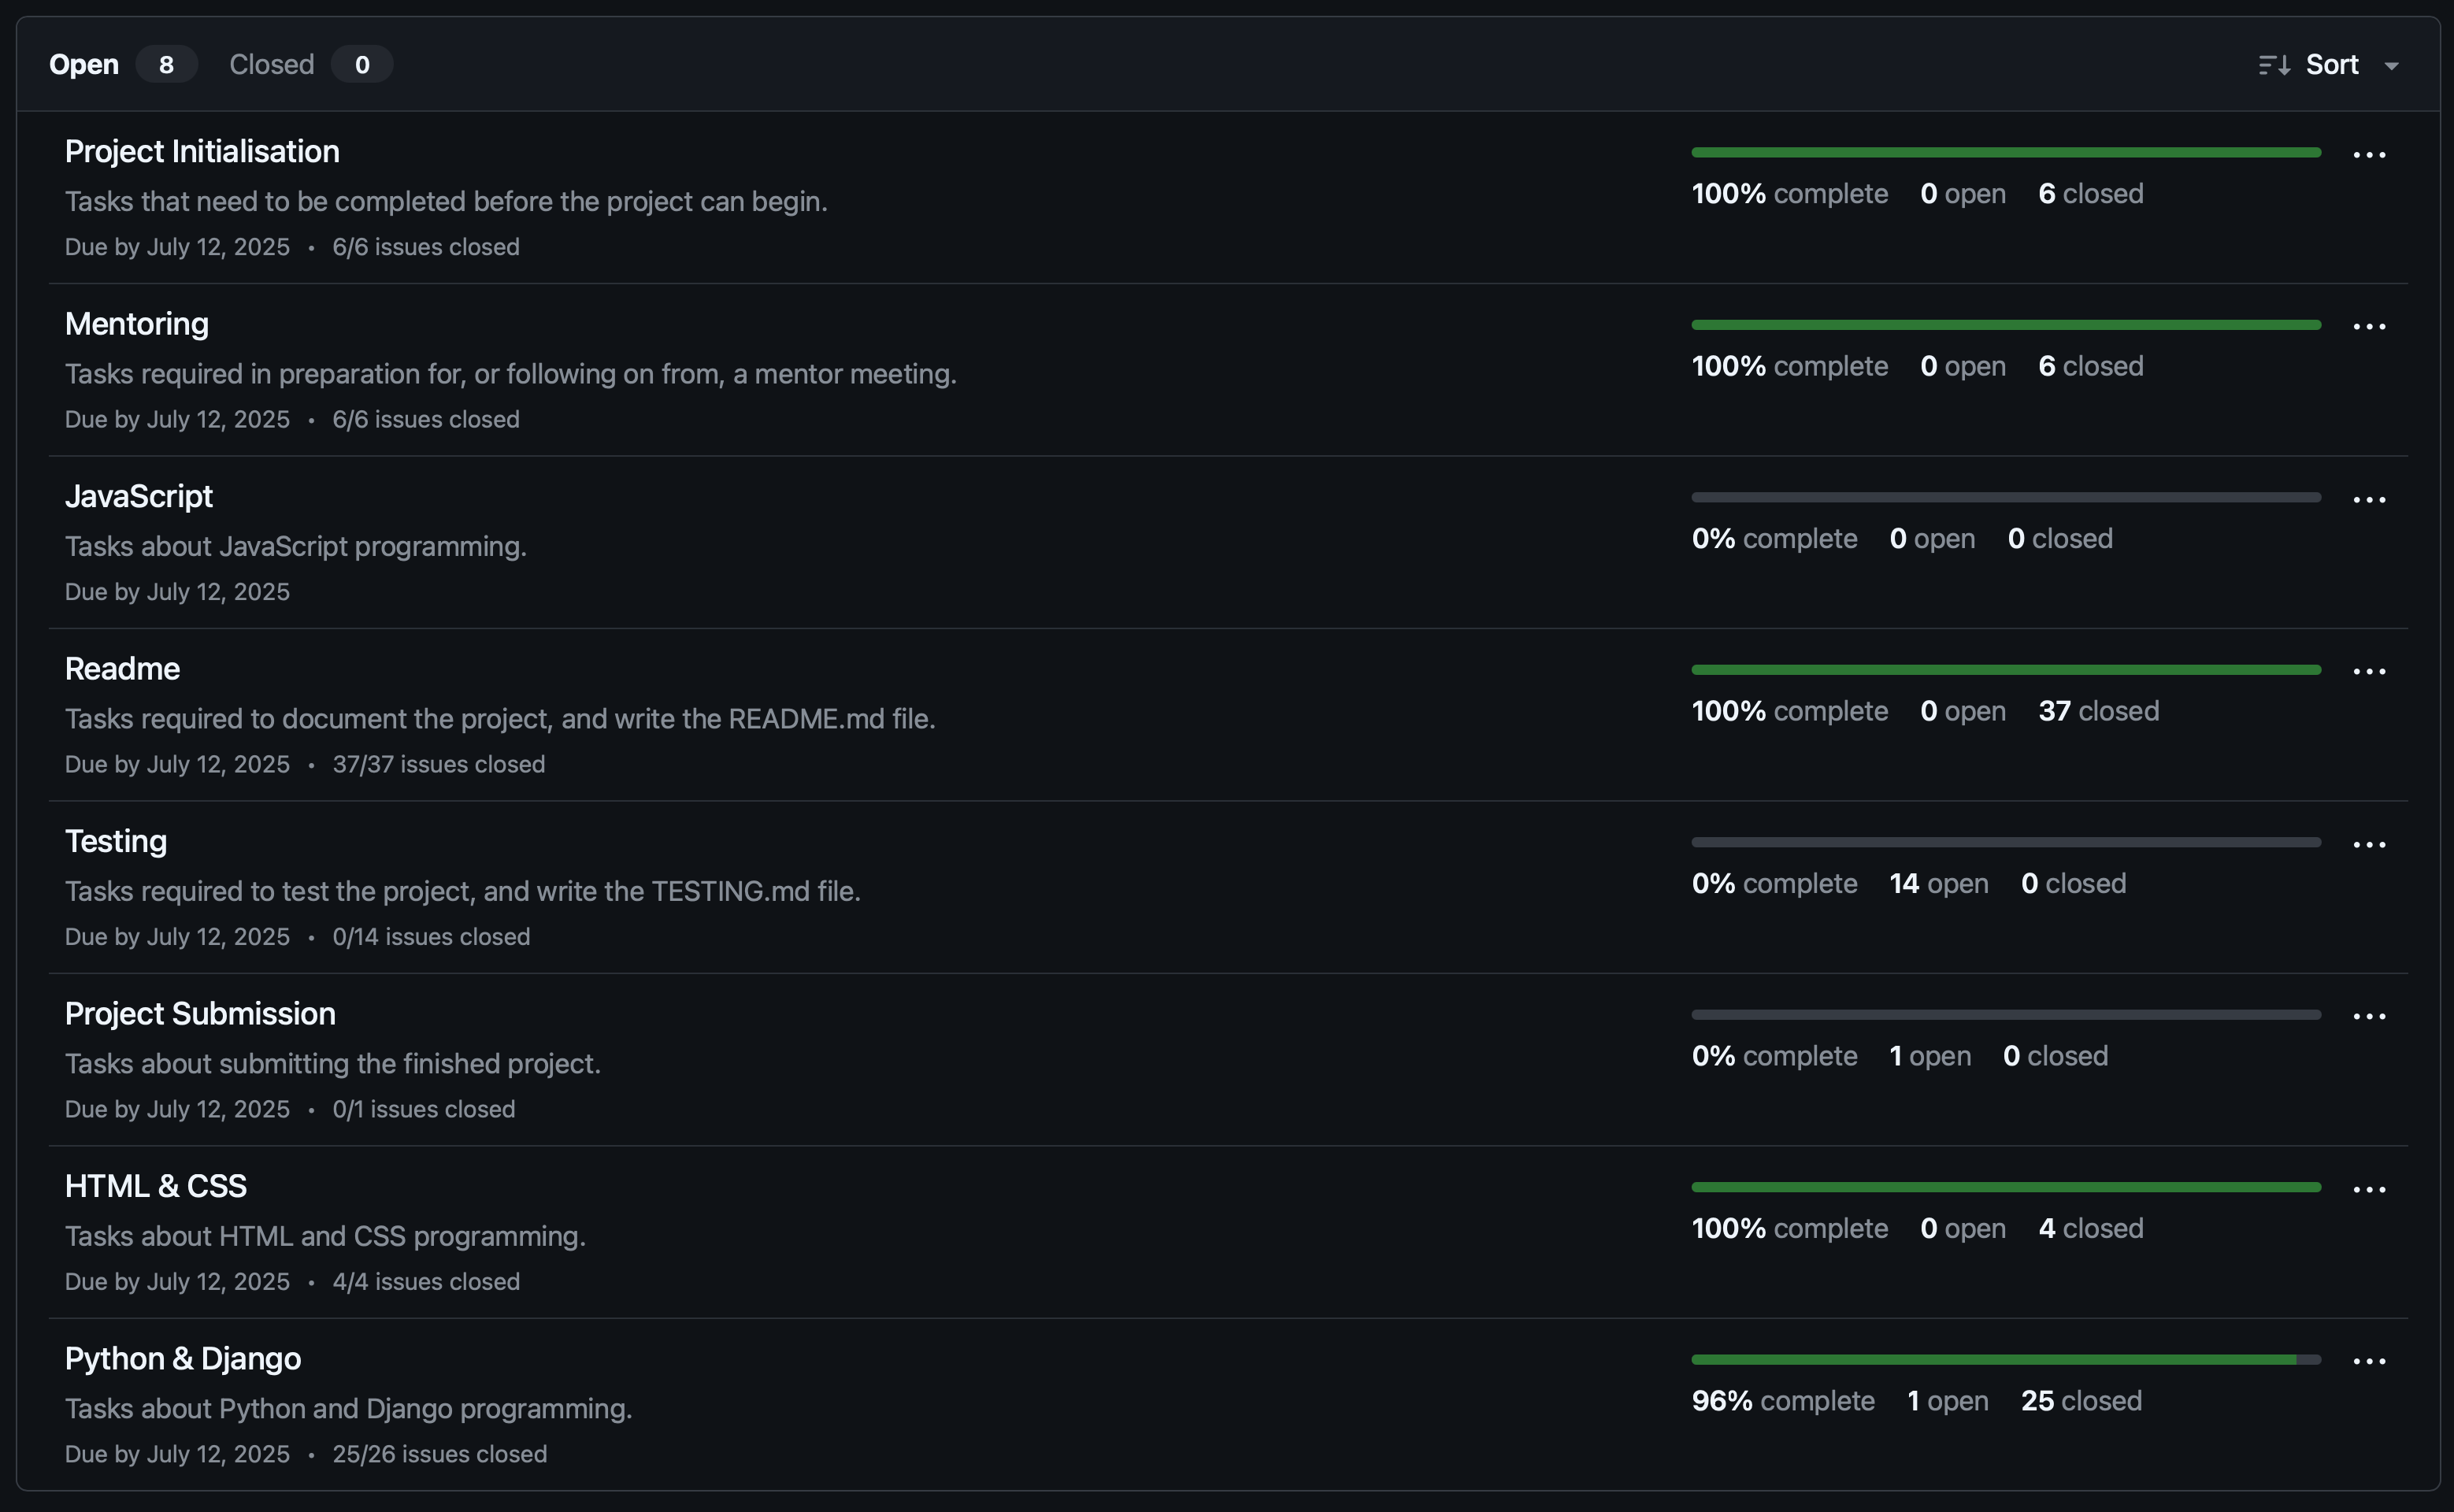 Open 8 Closed 0 Sort
Project Initialisation
Tasks that need to be completed before the project can begin.
Due by July 12, 2025 • 6/6 issues closed
100% complete 0 open 6 closed
Mentoring
Tasks required in preparation for, or following on from, a mentor meeting.
Due by July 12, 2025 • 6/6 issues closed
100% complete 0 open 6 closed
JavaScript
Tasks about JavaScript programming.
Due by July 12, 2025
0% complete 0 open 0 closed
Readme
Tasks required to document the project, and write the README.md file.
Due by July 12, 2025 • 37/37 issues closed
100% complete 0 open 37 closed
Testing
Tasks required to test the project, and write the TESTING.md file.
Due by July 12, 2025 • 0/14 issues closed
0% complete 14 open 0 closed
Project Submission
Tasks about submitting the finished project.
Due by July 12, 2025 • 0/1 issues closed
0% complete 1 open 0 closed
HTML & CSS
Tasks about HTML and CSS programming.
Due by July 12, 2025 • 4/4 issues closed
100% complete 0 open 4 closed
Python & Django
Tasks about Python and Django programming.
Due by July 12, 2025 • 25/26 issues closed
96% complete 1 open 25 closed